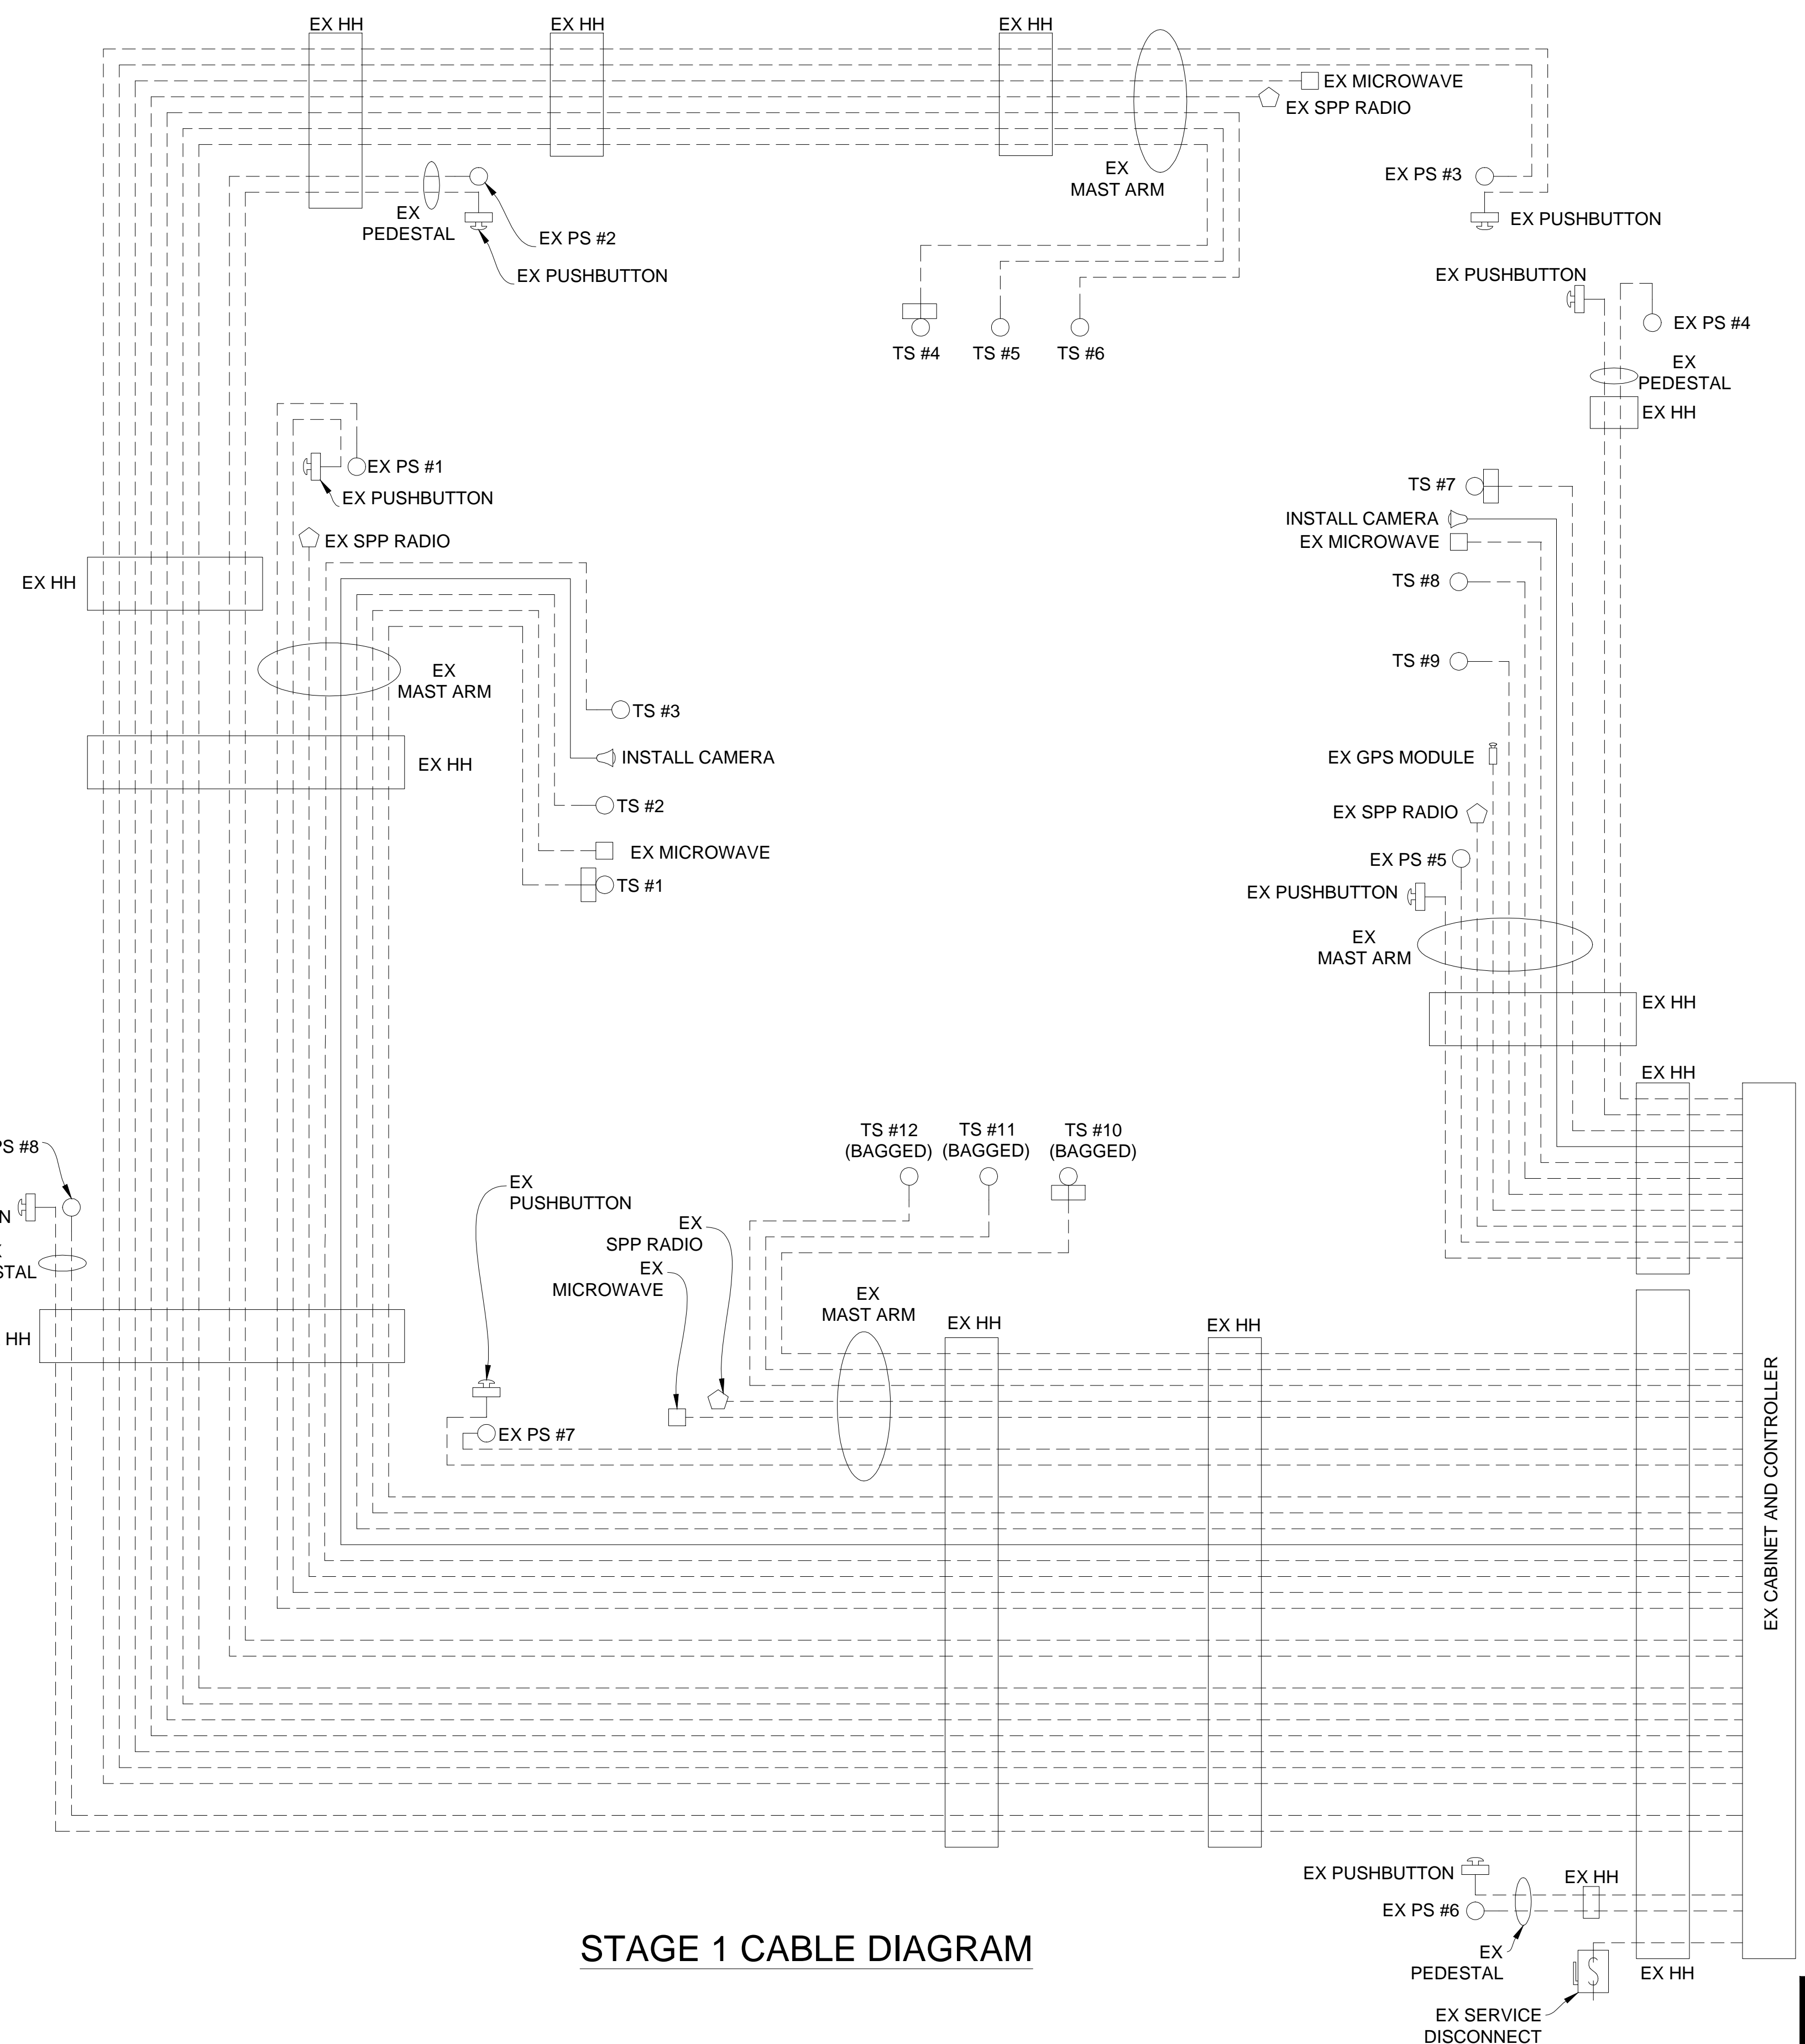 EX HH
EX HH
EX HH
EX MICROWAVE
EX SPP RADIO
EX
MAST ARM
EX PS #3
EX PUSHBUTTON
EX
PEDESTAL
EX PS #2
EX PUSHBUTTON
EX PUSHBUTTON
EX PS #4
TS #4
TS #5
TS #6
EX
PEDESTAL
EX HH
EX PS #1
EX PUSHBUTTON
EX SPP RADIO
EX HH
EX
MAST ARM
TS #3
EX HH
INSTALL CAMERA
TS #2
EX MICROWAVE
TS #1
TS #7
INSTALL CAMERA
EX MICROWAVE
TS #8
TS #9
EX GPS MODULE
EX SPP RADIO
EX PS #5
EX PUSHBUTTON
EX
MAST ARM
EX HH
EX HH
PS #8
N
STAL
HH
TS #12
(BAGGED)
TS #11
(BAGGED)
TS #10
(BAGGED)
EX
PUSHBUTTON
EX
SPP RADIO
EX
MICROWAVE
EX
MAST ARM
EX HH
EX HH
EX PS #7
EX CABINET AND CONTROLLER
EX PUSHBUTTON
EX HH
EX PS #6
EX
PEDESTAL
EX HH
EX SERVICE
DISCONNECT
STAGE 1 CABLE DIAGRAM